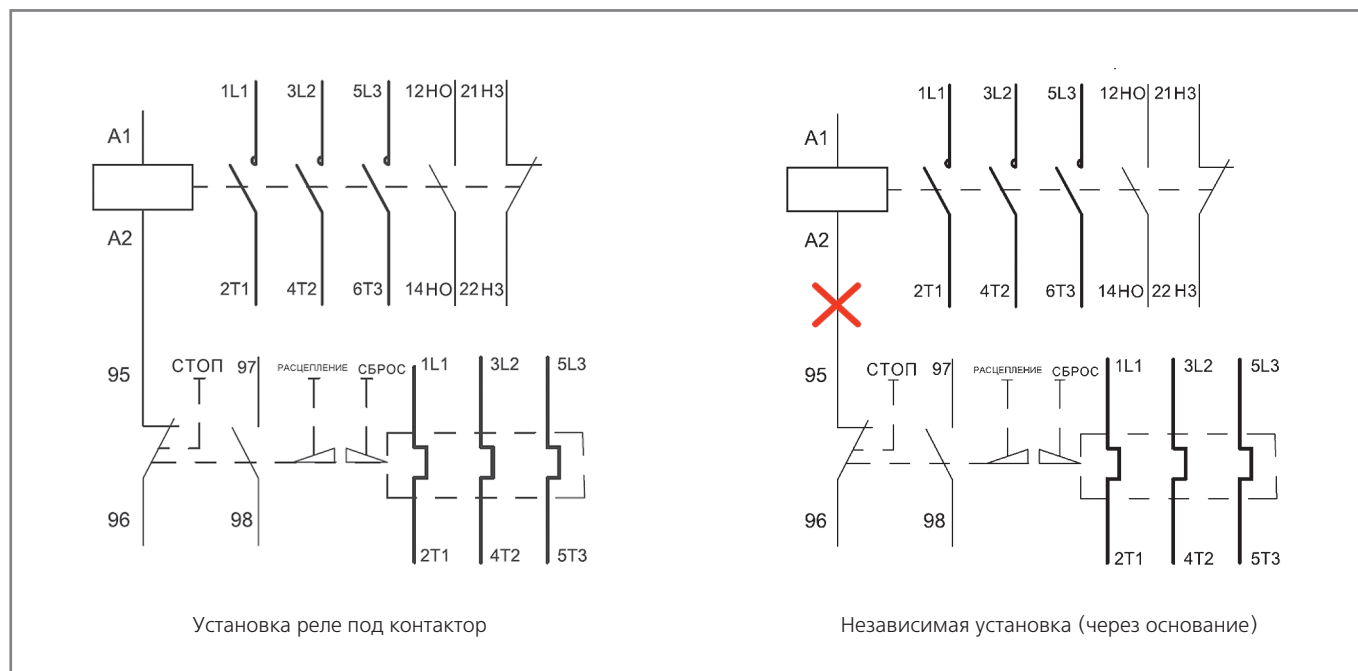 1L1 3L2 5L3 12НО 21НЗ
A1
A2
2T1 4T2 6T3 14НО 22НЗ
95 СТОП 97 РАСЦЕПЛЕНИЕ СБРОС 1L1 3L2 5L3
96 98
2T1 4T2 5T3
Установка реле под контактор
1L1 3L2 5L3 12НО 21НЗ
A1
A2
2T1 4T2 6T3 14НО 22НЗ
95 СТОП 97 РАСЦЕПЛЕНИЕ СБРОС 1L1 3L2 5L3
96 98
2T1 4T2 5T3
Независимая установка (через основание)